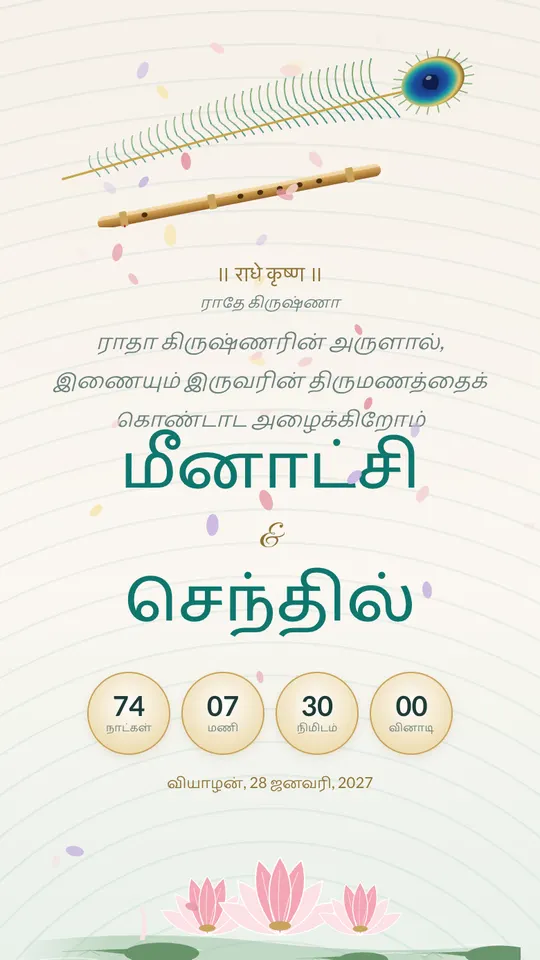 ॥ राधे कृष्ण ॥
ராதே கிருஷ்ணா
ராதா கிருஷ்ணரின் அருளால்,
இணையும் இருவரின் திருமணத்தைக்
கொண்டாட அழைக்கிறோம்
மீனாட்சி
&
செந்தில்
74 07 30 00
நாட்கள் மணி நிமிடம் வினாடி
வியாழன், 28 ஜனவரி, 2027